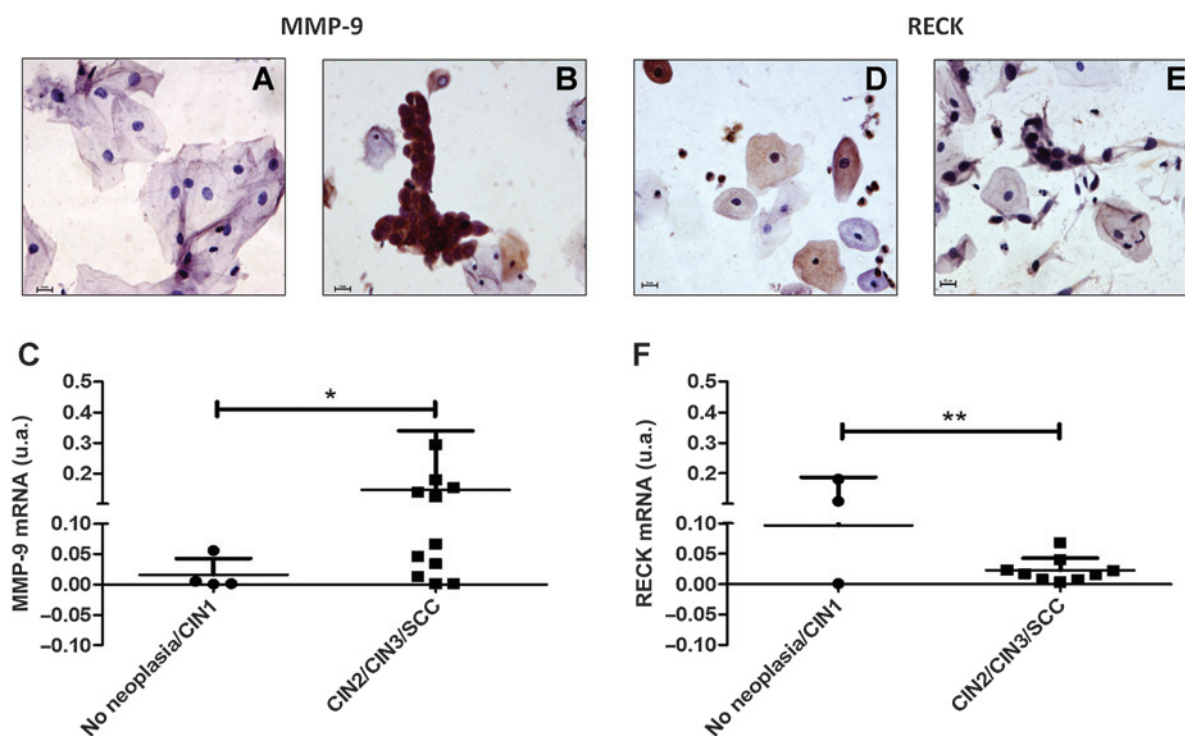 MMP-9
RECK
A
B
D
E
C
MMP-9 mRNA (u.a.)
0.5
0.4
0.3
0.2
0.10
0.05
0.00
–0.05
–0.10
*
No neoplasia/CIN1
CIN2/CIN3/SCC
F
RECK mRNA (u.a.)
0.5
0.4
0.3
0.2
0.10
0.05
0.00
–0.05
–0.10
**
No neoplasia/CIN1
CIN2/CIN3/SCC